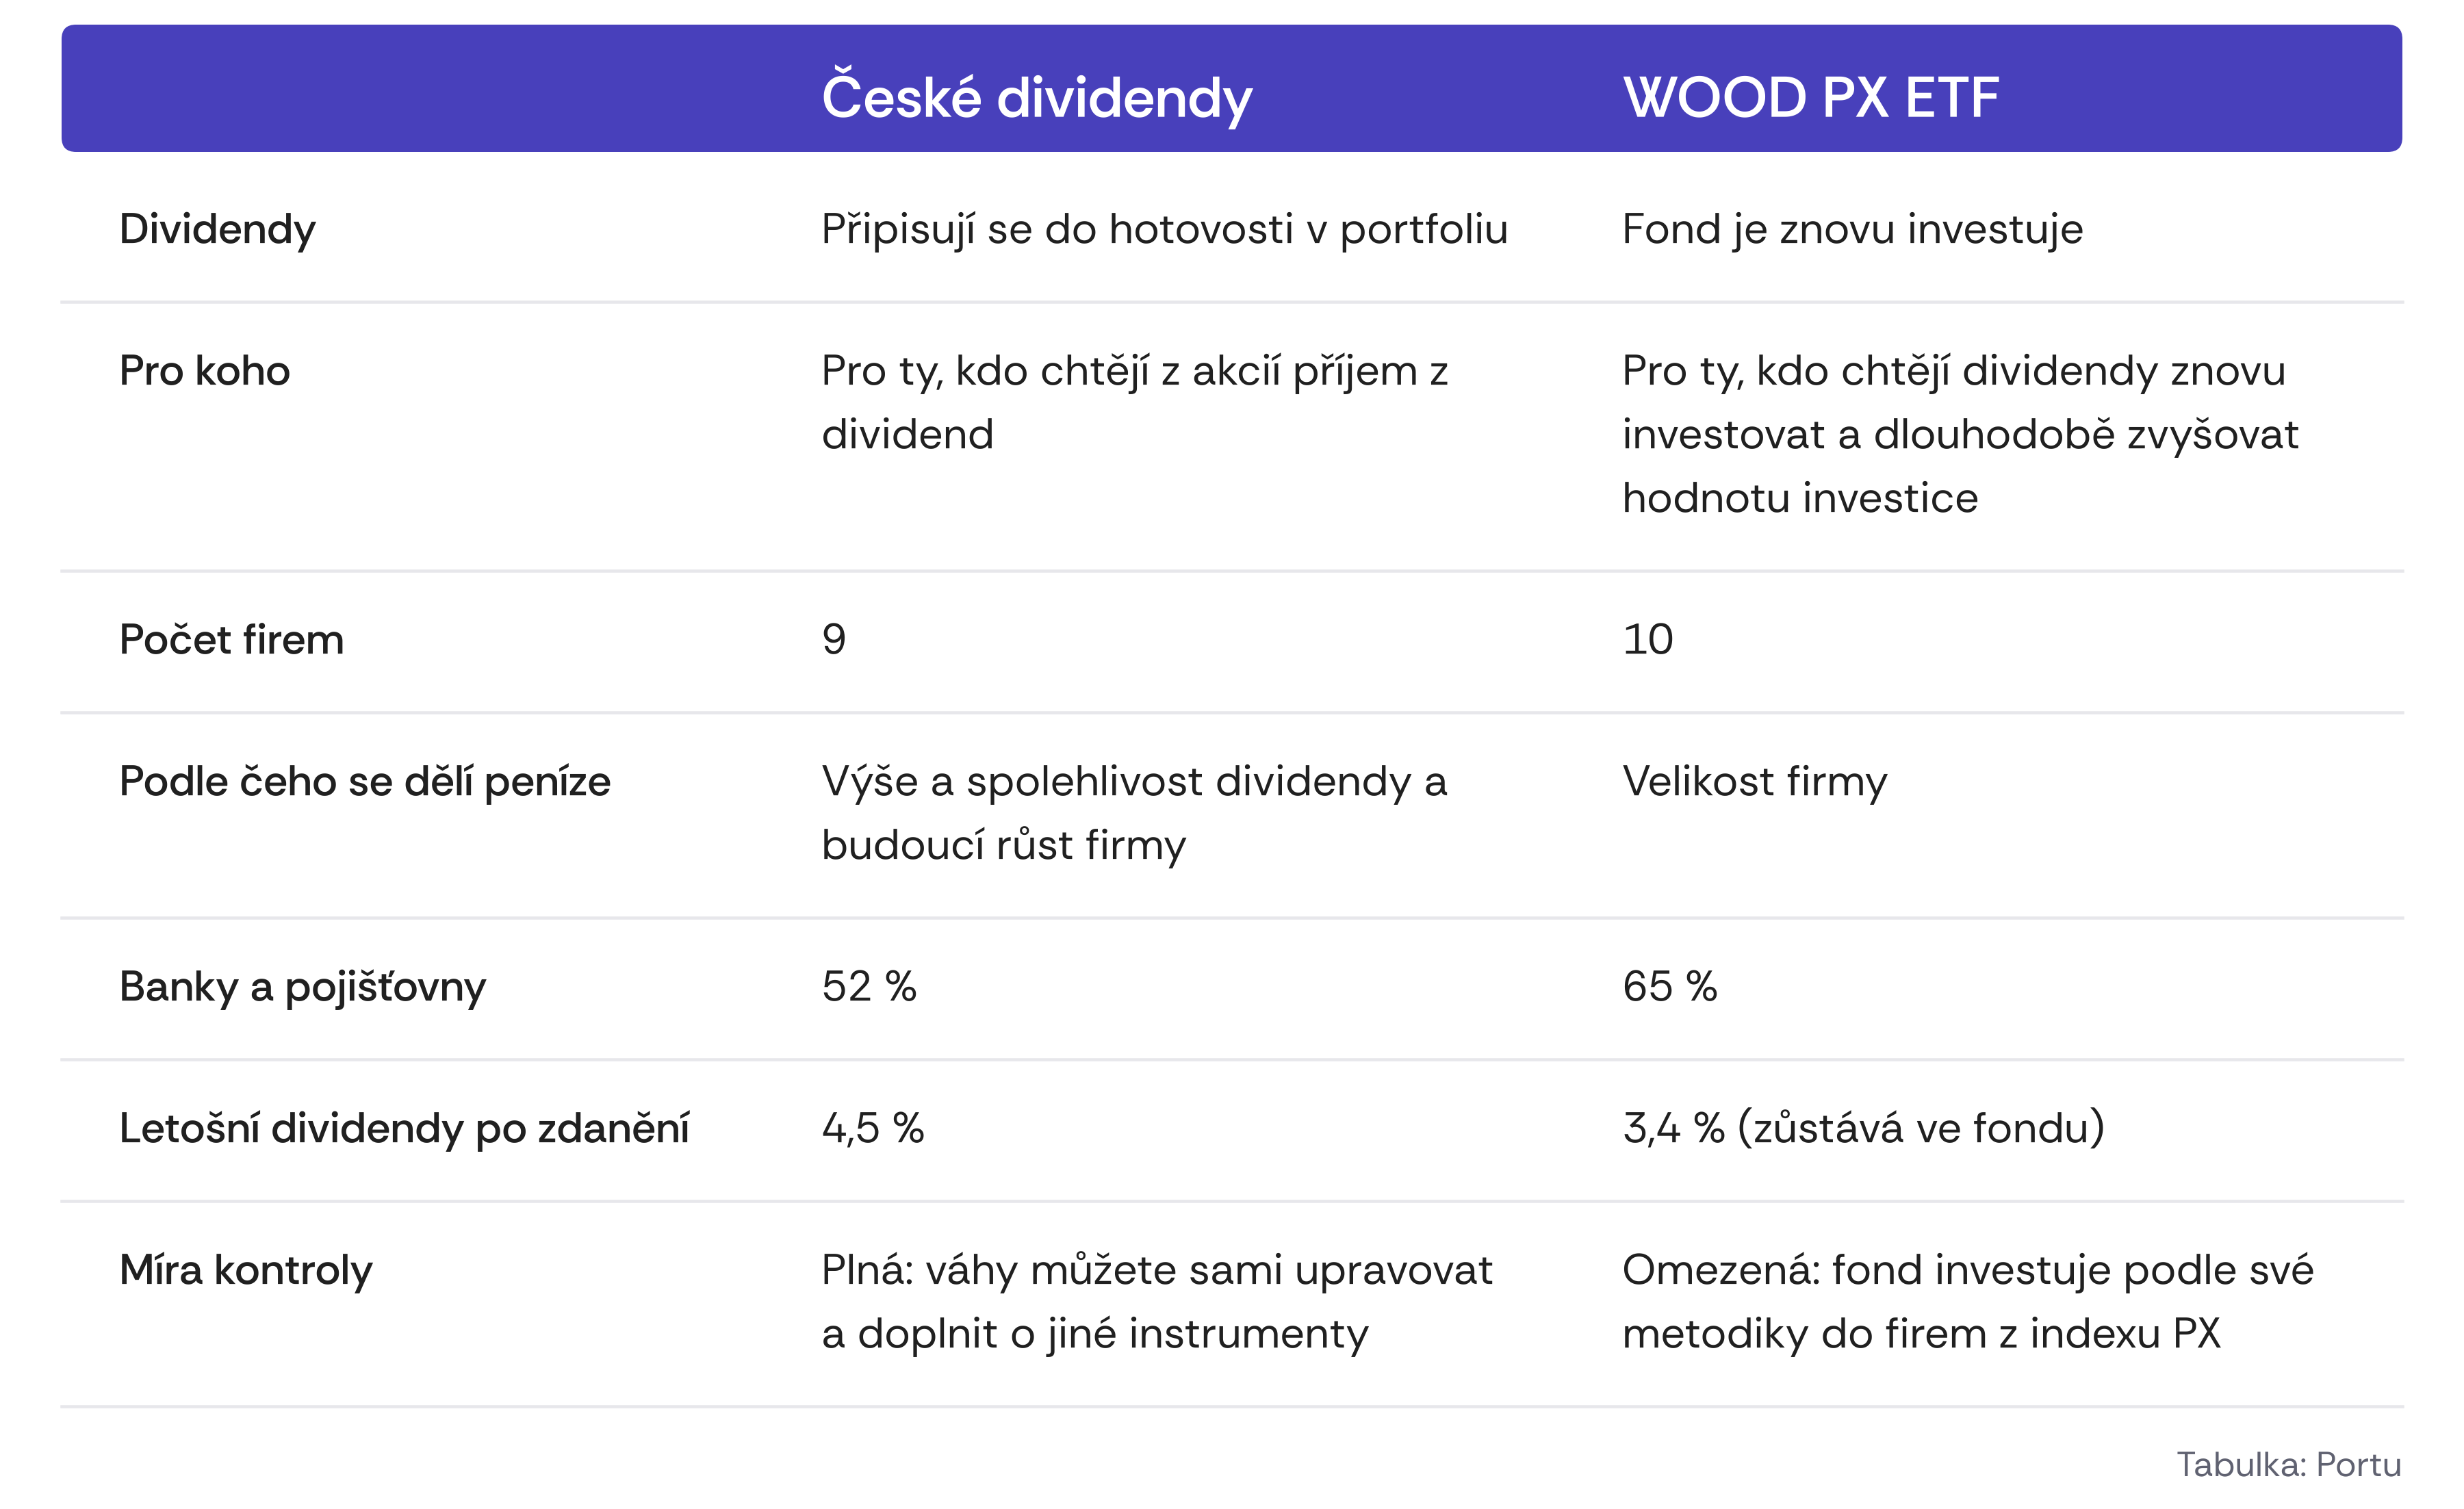 České dividendy WOOD PX ETF
Dividendy Připisují se do hotovosti v portfoliu Fond je znovu investuje
Pro koho Pro ty, kdo chtějí z akcií příjem z Pro ty, kdo chtějí dividendy znovu
dividend investovat a dlouhodobě zvyšovat
hodnotu investice
Počet firem 9 10
Podle čeho se dělí peníze Výše a spolehlivost dividendy a Velikost firmy
budoucí růst firmy
Banky a pojišťovny 52 % 65 %
Letošní dividendy po zdanění 4,5 % 3,4 % (zůstává ve fondu)
Míra kontroly Plná: váhy můžete sami upravovat Omezená: fond investuje podle své
a doplnit o jiné instrumenty metodiky do firem z indexu PX
Tabulka: Portu